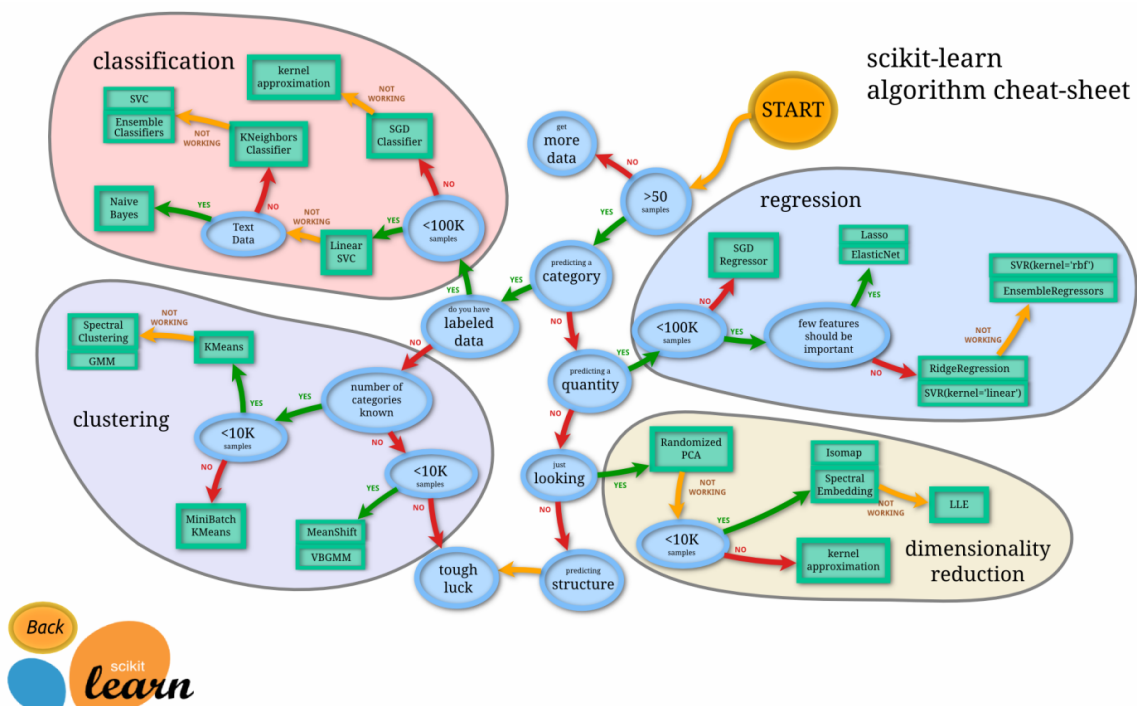 scikit-learn
algorithm cheat-sheet
START
get
more
data
NO
>50
samples
YES
predicting a
category
YES
NO
do you have
labeled
data
YES
NO
predicting a
quantity
YES
NO
just
looking
YES
NO
predicting
structure
tough
luck
classification
kernel
approximation
NOT
WORKING
SGD
Classifier
NO
<100K
samples
YES
Linear
SVC
NOT
WORKING
Text
Data
YES
NO
Naive
Bayes
KNeighbors
Classifier
NOT
WORKING
SVC
Ensemble
Classifiers
clustering
number of
categories
known
YES
NO
<10K
samples
YES
NO
KMeans
NOT
WORKING
Spectral
Clustering
GMM
MiniBatch
KMeans
<10K
samples
YES
NO
MeanShift
VBGMM
regression
<100K
samples
NO
YES
SGD
Regressor
few features
should be
important
YES
NO
Lasso
ElasticNet
RidgeRegression
SVR(kernel='linear')
NOT
WORKING
SVR(kernel='rbf')
EnsembleRegressors
dimensionality
reduction
Randomized
PCA
NOT
WORKING
<10K
samples
YES
NO
Isomap
Spectral
Embedding
NOT
WORKING
LLE
kernel
approximation
Back
scikit
learn